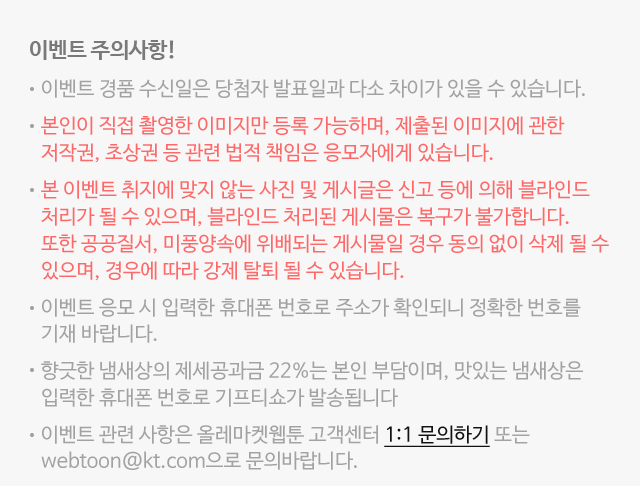 이벤트 주의사항!
• 이벤트 경품 수신일은 당첨자 발표일과 다소 차이가 있을 수 있습니다.
• 본인이 직접 촬영한 이미지만 등록 가능하며, 제출된 이미지에 관한
저작권, 초상권 등 관련 법적 책임은 응모자에게 있습니다.
• 본 이벤트 취지에 맞지 않는 사진 및 게시글은 신고 등에 의해 블라인드
처리가 될 수 있으며, 블라인드 처리된 게시물은 복구가 불가합니다.
또한 공공질서, 미풍양속에 위배되는 게시물일 경우 동의 없이 삭제 될 수
있으며, 경우에 따라 강제 탈퇴 될 수 있습니다.
• 이벤트 응모 시 입력한 휴대폰 번호로 주소가 확인되니 정확한 번호를
기재 바랍니다.
• 향긋한 냄새상의 제세공과금 22%는 본인 부담이며, 맛있는 냄새상은
입력한 휴대폰 번호로 기프티쇼가 발송됩니다
• 이벤트 관련 사항은 올레마켓웹툰 고객센터 1:1 문의하기 또는
webtoon@kt.com으로 문의바랍니다.